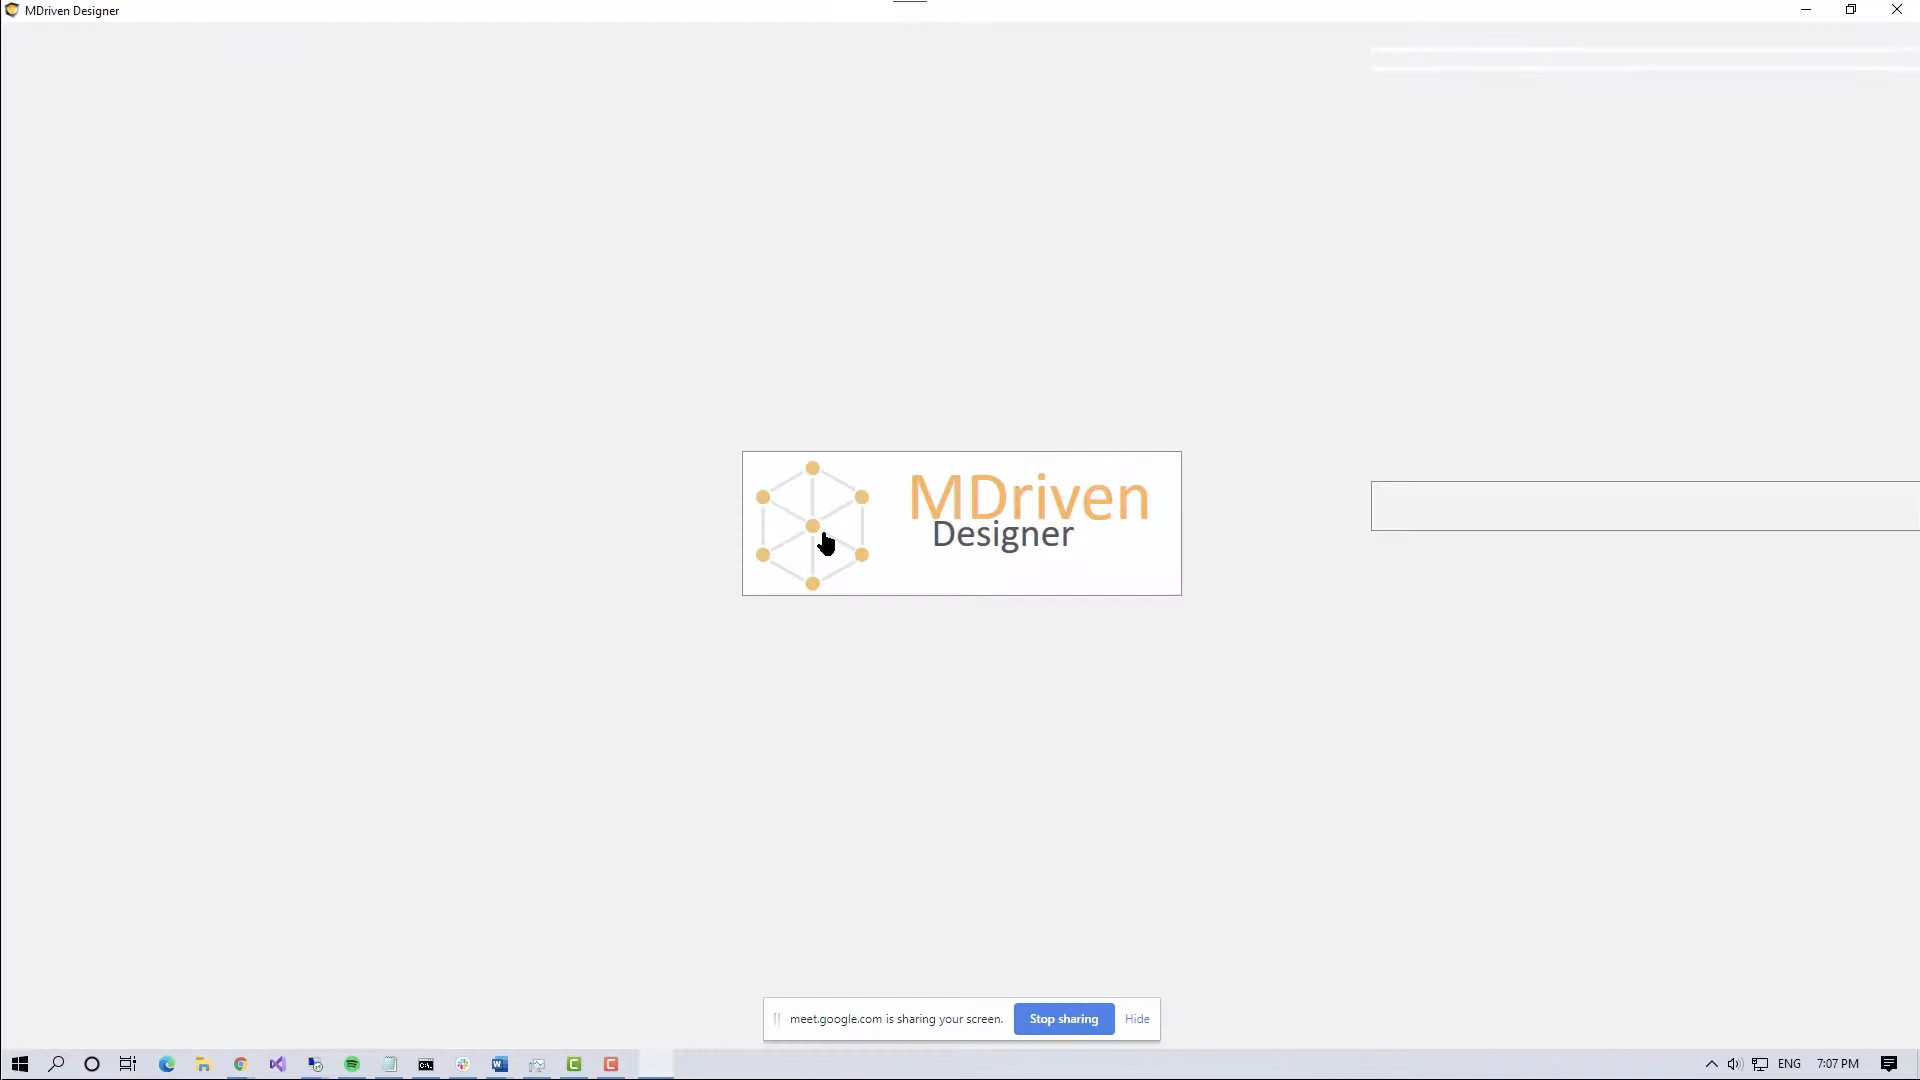 MDriven Designer
MDriven
Designer
meet.google.com is sharing your screen.
Stop sharing
Hide
ENG
7:07 PM